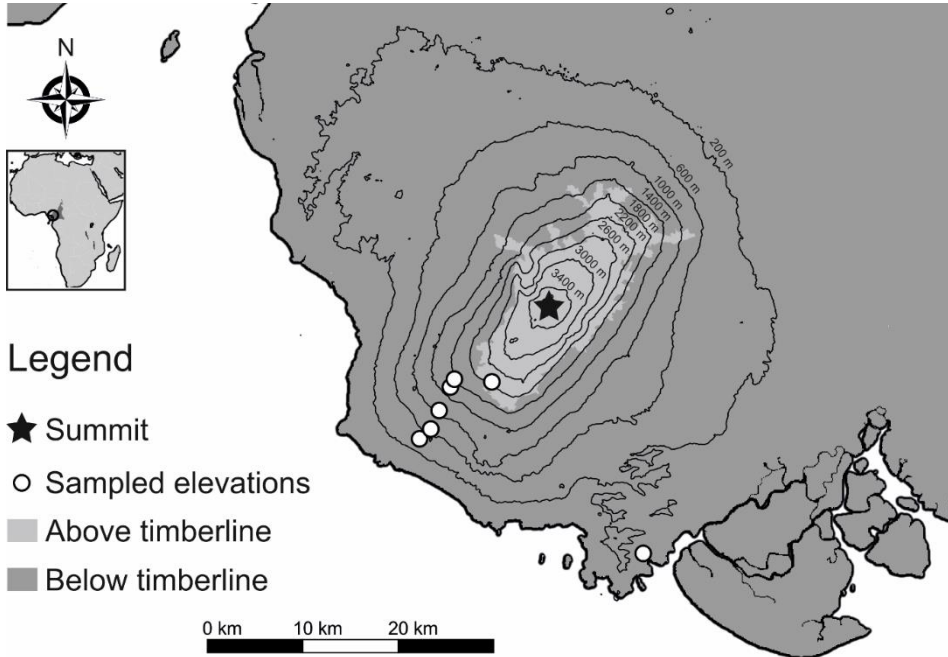 N
200 m
600 m
1000 m
1400 m
1800 m
2200 m
2600 m
3000 m
3400 m
Legend
Summit
Sampled elevations
Above timberline
Below timberline
0 km 10 km 20 km